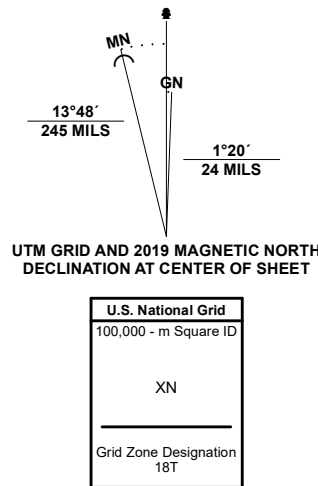 MN
GN
13°48´
245 MILS
1°20´
24 MILS
UTM GRID AND 2019 MAGNETIC NORTH
DECLINATION AT CENTER OF SHEET
U.S. National Grid
100,000 - m Square ID
XN
Grid Zone Designation
18T